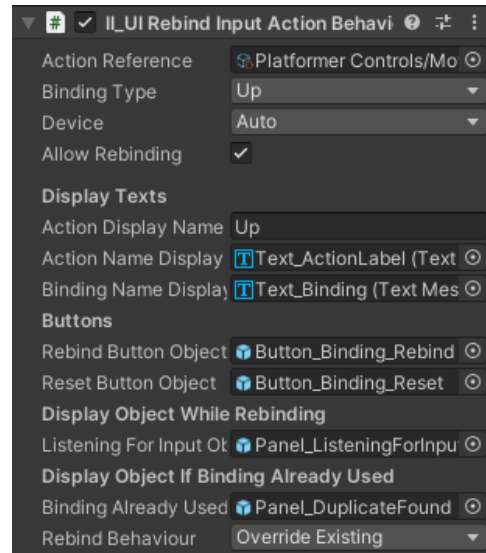 # II_UI Rebind Input Action Behavi
Action Reference Platformer Controls/Mo
Binding Type Up
Device Auto
Allow Rebinding
Display Texts
Action Display Name Up
Action Name Display Text_ActionLabel (Text
Binding Name Display Text_Binding (Text Mes
Buttons
Rebind Button Object Button_Binding_Rebind
Reset Button Object Button_Binding_Reset
Display Object While Rebinding
Listening For Input Ob Panel_ListeningForInpu
Display Object If Binding Already Used
Binding Already Used Panel_DuplicateFound
Rebind Behaviour Override Existing